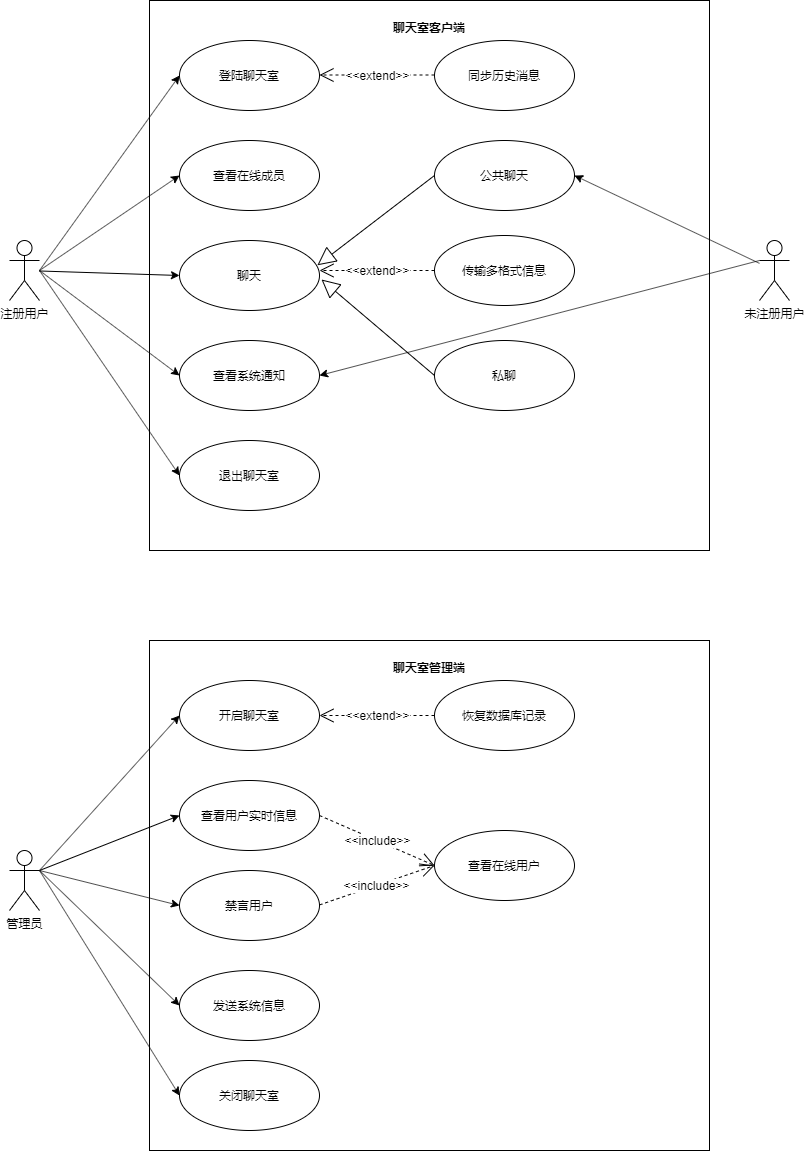 聊天室客户端
登陆聊天室
<<extend>>
同步历史消息
查看在线成员
公共聊天
注册用户
聊天
<<extend>>
传输多格式信息
未注册用户
查看系统通知
私聊
退出聊天室
聊天室管理端
开启聊天室
<<extend>>
恢复数据库记录
查看用户实时信息
<<include>>
查看在线用户
<<include>>
管理员
禁言用户
发送系统信息
关闭聊天室